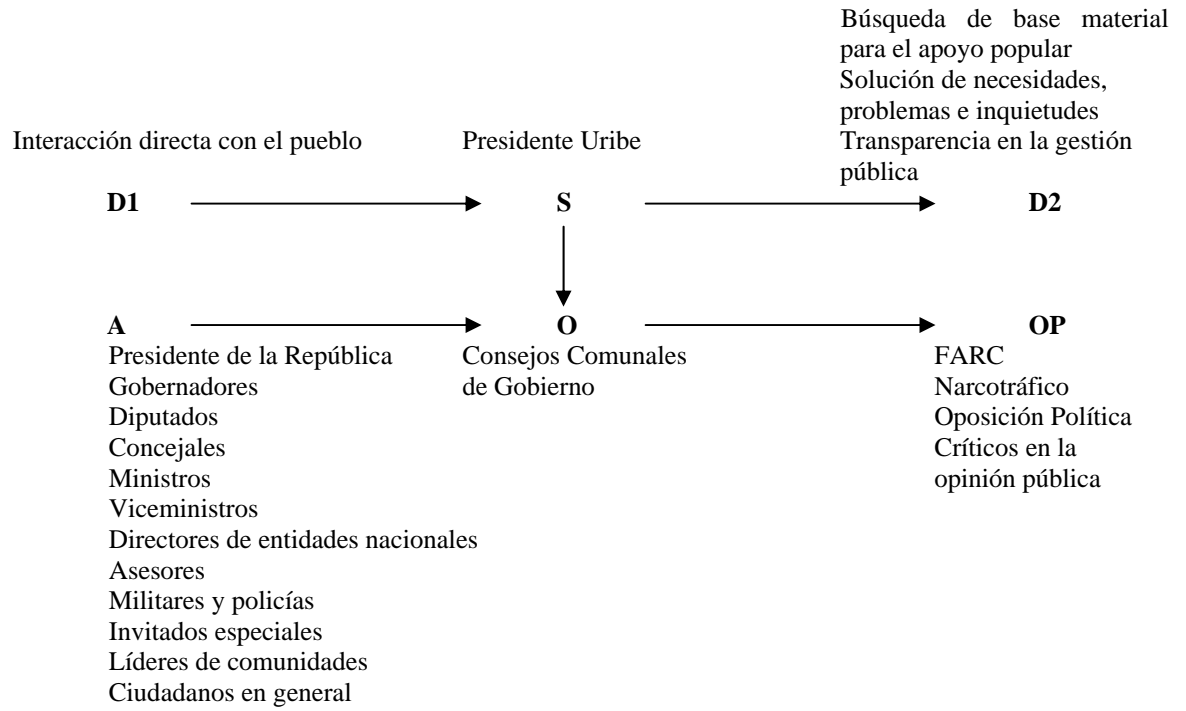 Búsqueda de base material
para el apoyo popular
Solución de necesidades,
problemas e inquietudes
Interacción directa con el pueblo Presidente Uribe Transparencia en la gestión
pública
D1 S D2
A O OP
Presidente de la República Consejos Comunales FARC
Gobernadores de Gobierno Narcotráfico
Diputados Oposición Política
Concejales Críticos en la
Ministros opinión pública
Viceministros
Directores de entidades nacionales
Asesores
Militares y policías
Invitados especiales
Líderes de comunidades
Ciudadanos en general